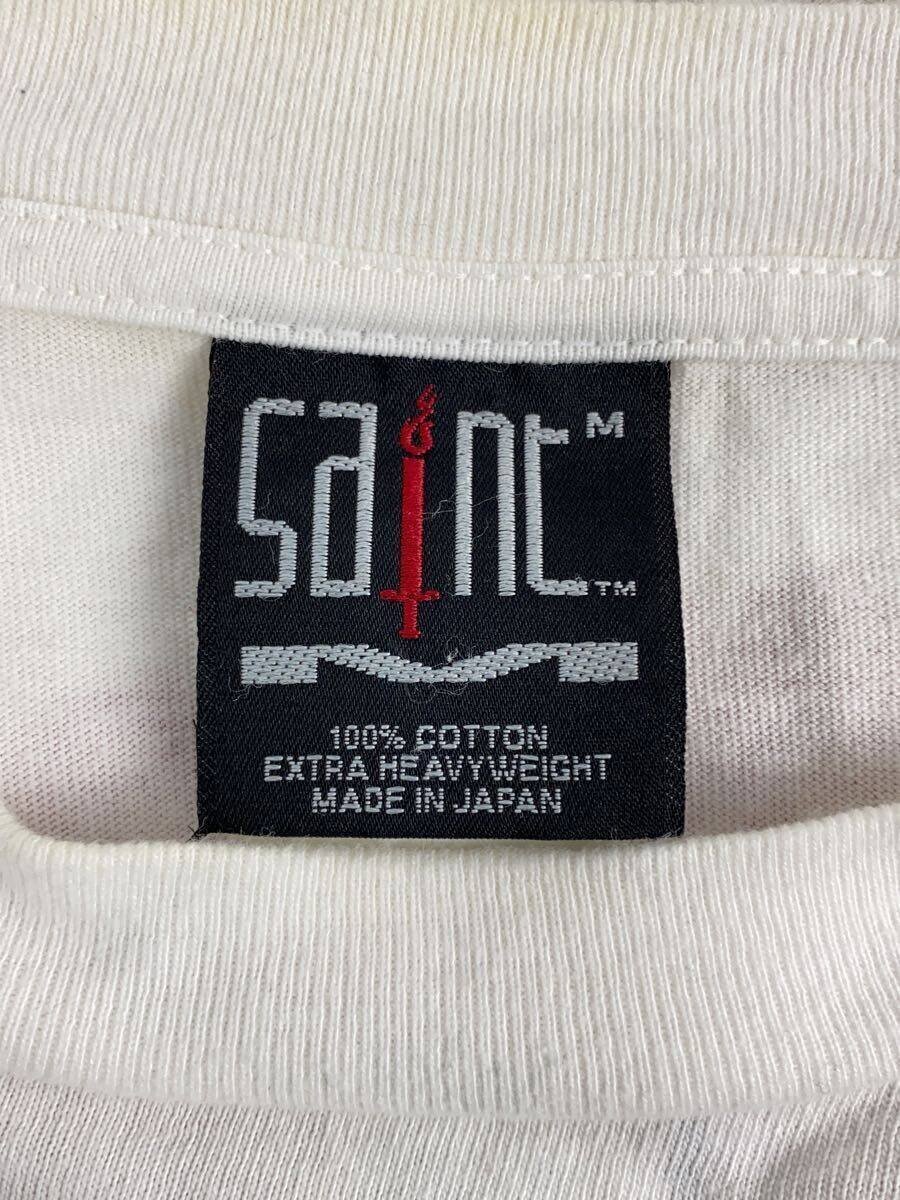 saint M
™
100% COTTON
EXTRA HEAVYWEIGHT
MADE IN JAPAN